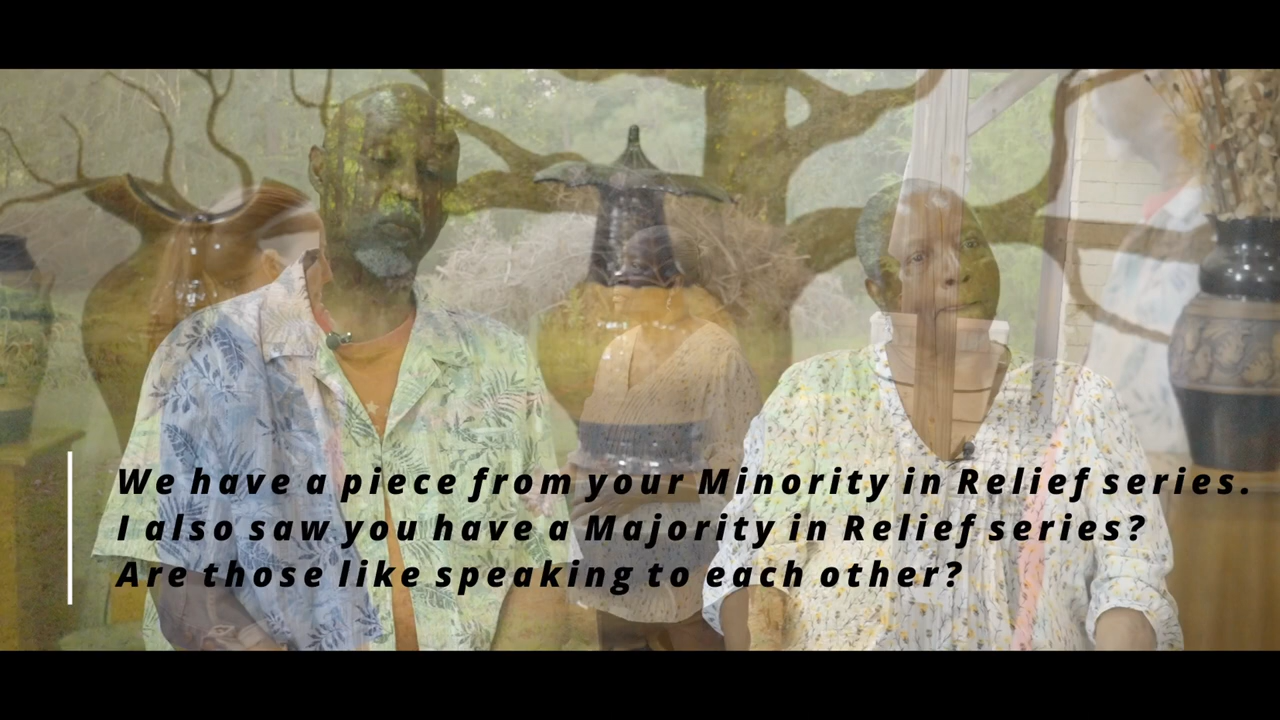 We have a piece from your Minority in Relief series.
I also saw you have a Majority in Relief series?
Are those like speaking to each other?